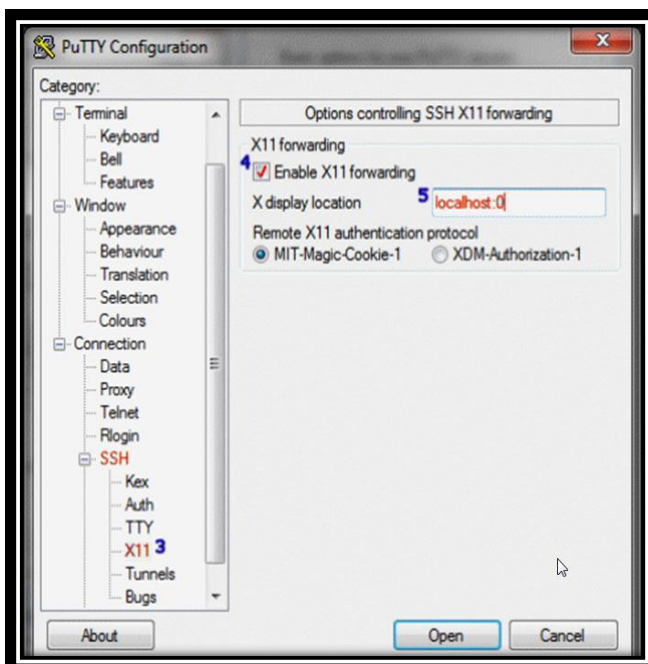 PuTTY Configuration
Category:
Terminal
Keyboard
Bell
Features
Window
Appearance
Behaviour
Translation
Selection
Colours
Connection
Data
Proxy
Telnet
Rlogin
SSH
Kex
Auth
TTY
X11 3
Tunnels
Bugs
Options controlling SSH X11 forwarding
X11 forwarding
4 Enable X11 forwarding
X display location 5 localhost:0
Remote X11 authentication protocol
MIT-Magic-Cookie-1 XDM-Authorization-1
About Open Cancel